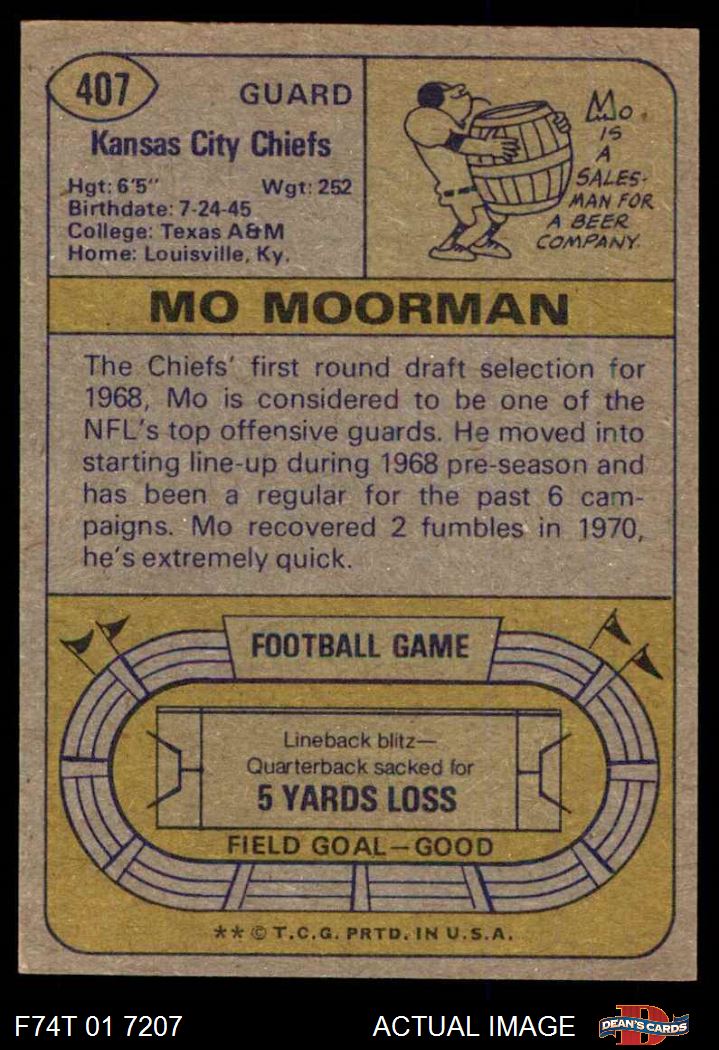 407
GUARD
Kansas City Chiefs
Hgt: 6'5" Wgt: 252
Birthdate: 7-24-45
College: Texas A&M
Home: Louisville, Ky.
Mo
IS
A
SALES-
MAN FOR
A BEER
COMPANY.
MO MOORMAN
The Chiefs' first round draft selection for
1968, Mo is considered to be one of the
NFL's top offensive guards. He moved into
starting line-up during 1968 pre-season and
has been a regular for the past 6 cam-
paigns. Mo recovered 2 fumbles in 1970,
he's extremely quick.
FOOTBALL GAME
Lineback blitz—
Quarterback sacked for
5 YARDS LOSS
FIELD GOAL—GOOD
** © T.C.G. PRTD. IN U.S.A.
F74T 01 7207 ACTUAL IMAGE
D
DEAN'S CARDS